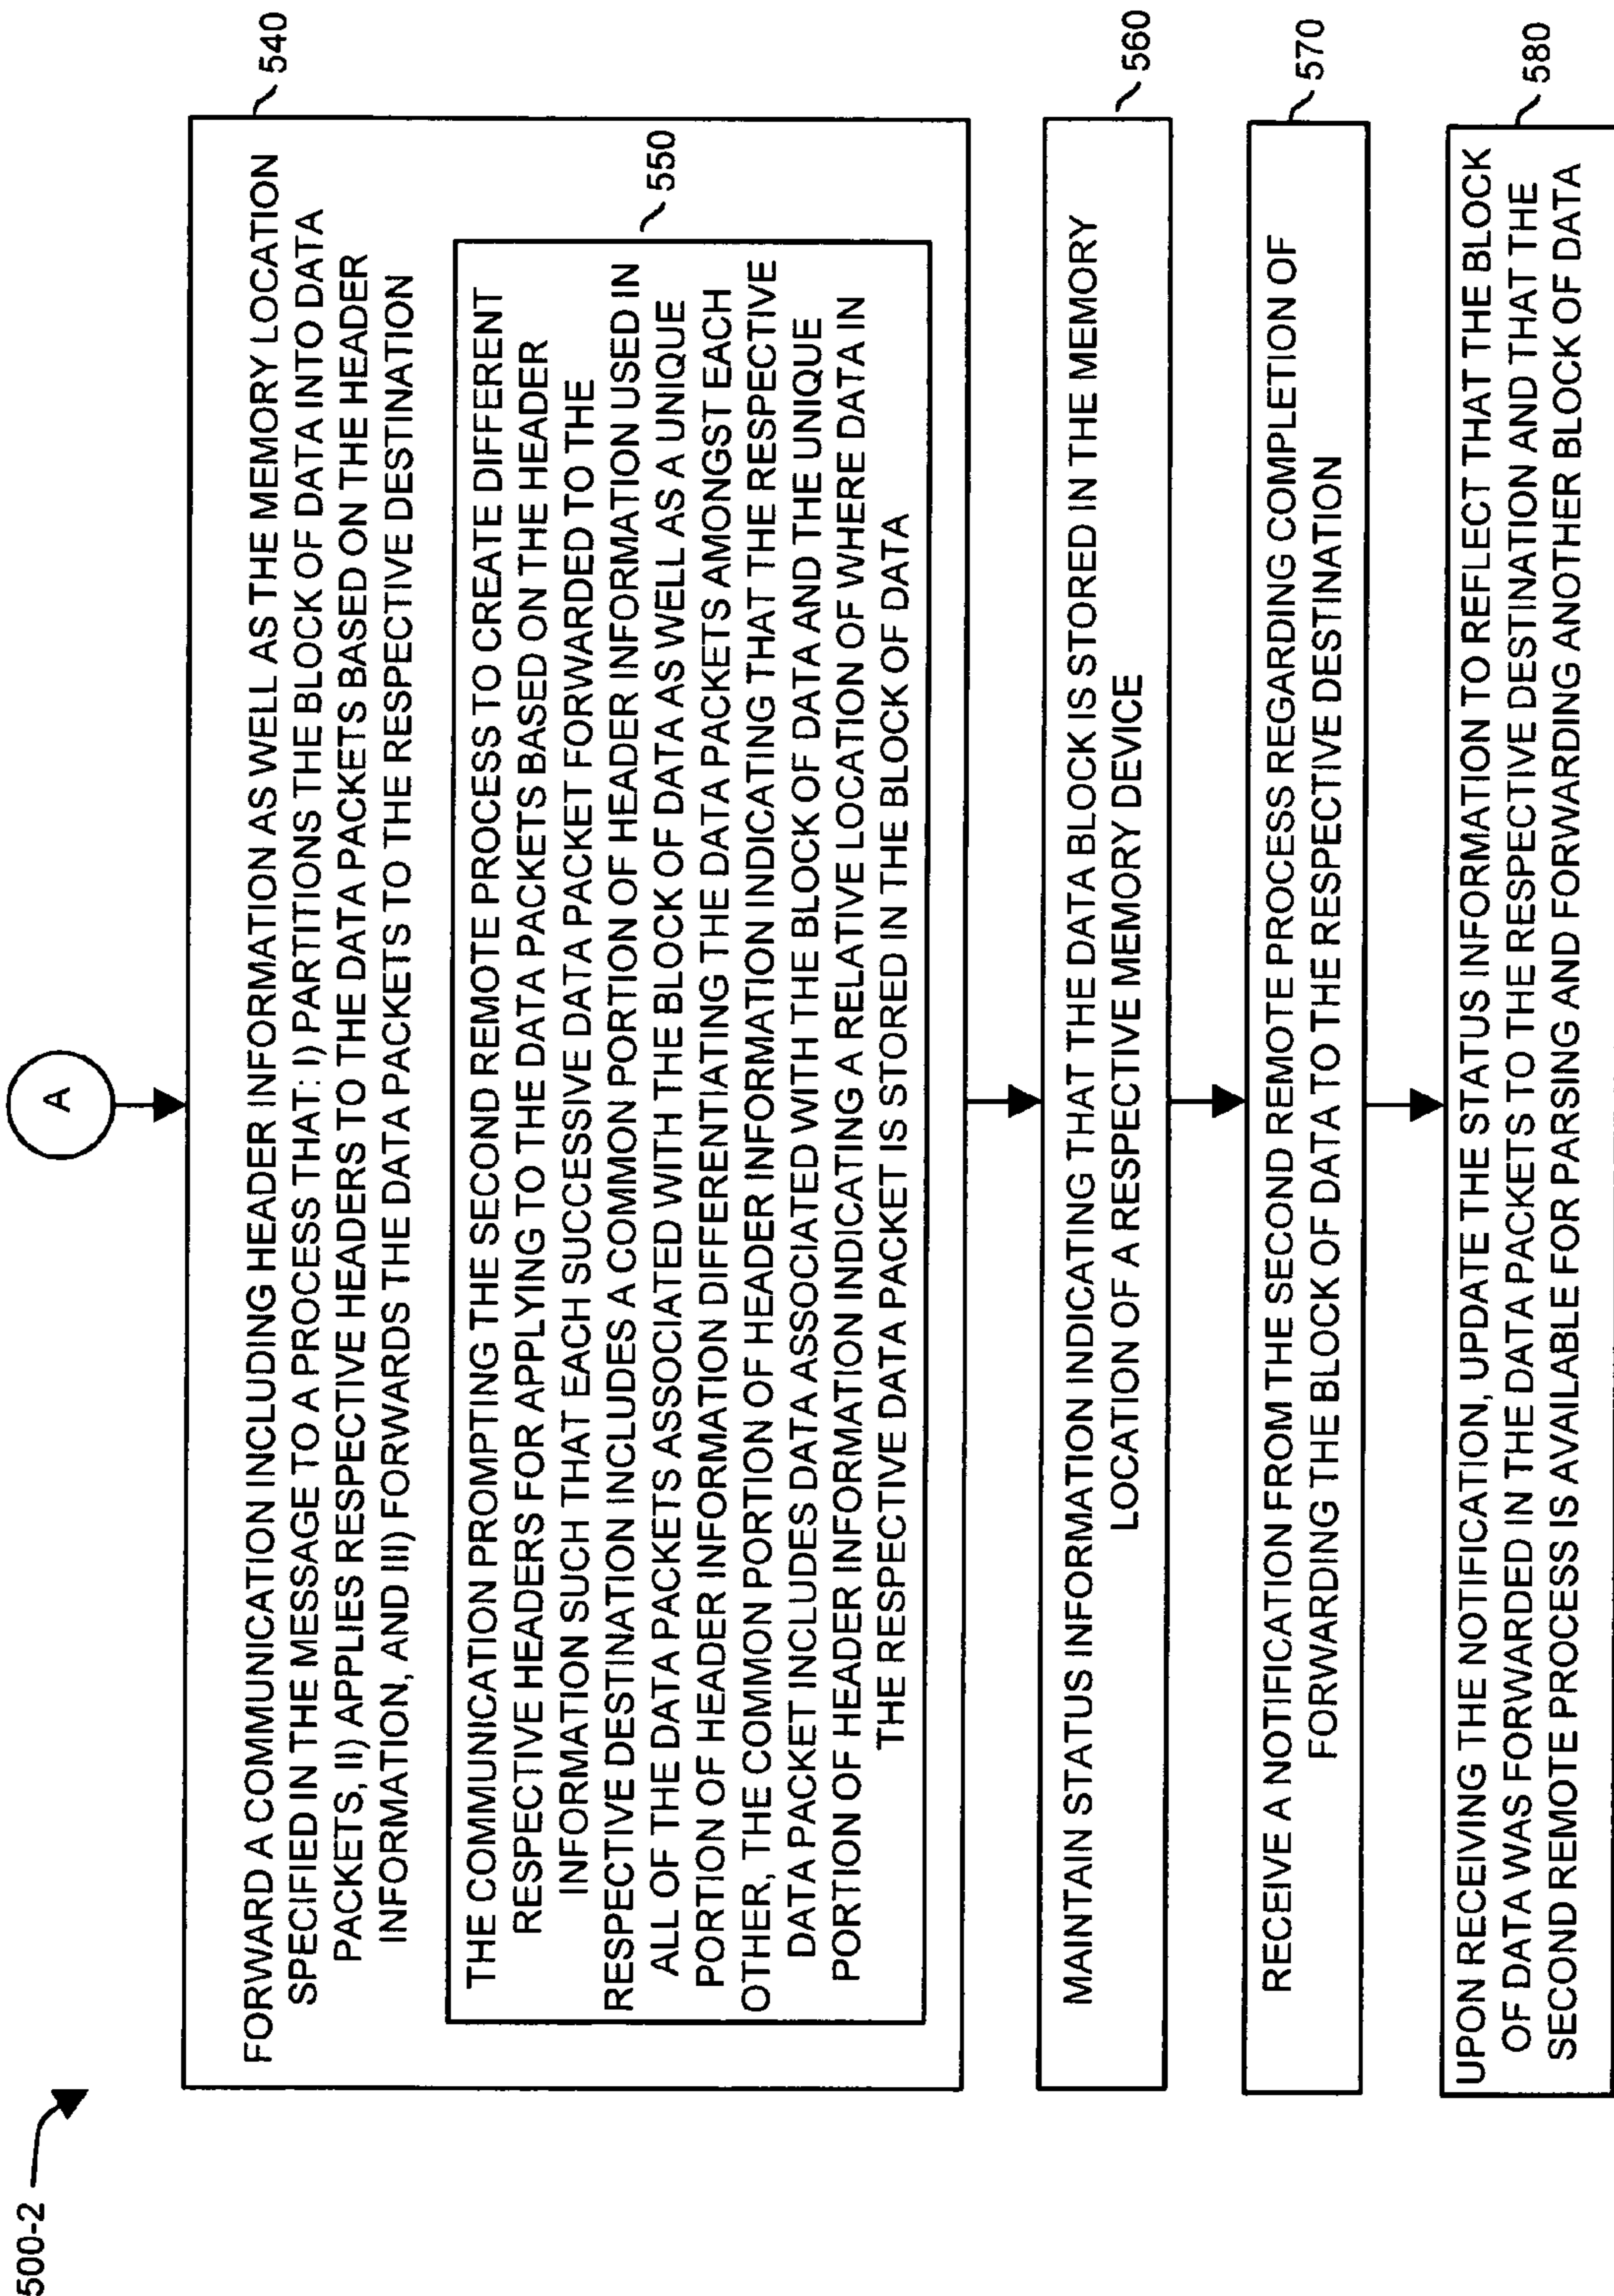 500-2
A
540
FORWARD A COMMUNICATION INCLUDING HEADER INFORMATION AS WELL AS THE MEMORY LOCATION
SPECIFIED IN THE MESSAGE TO A PROCESS THAT: I) PARTITIONS THE BLOCK OF DATA INTO DATA
PACKETS, II) APPLIES RESPECTIVE HEADERS TO THE DATA PACKETS BASED ON THE HEADER
INFORMATION, AND III) FORWARDS THE DATA PACKETS TO THE RESPECTIVE DESTINATION
550
THE COMMUNICATION PROMPTING THE SECOND REMOTE PROCESS TO CREATE DIFFERENT
RESPECTIVE HEADERS FOR APPLYING TO THE DATA PACKETS BASED ON THE HEADER
INFORMATION SUCH THAT EACH SUCCESSIVE DATA PACKET FORWARDED TO THE
RESPECTIVE DESTINATION INCLUDES A COMMON PORTION OF HEADER INFORMATION USED IN
ALL OF THE DATA PACKETS ASSOCIATED WITH THE BLOCK OF DATA AS WELL AS A UNIQUE
PORTION OF HEADER INFORMATION DIFFERENTIATING THE DATA PACKETS AMONGST EACH
OTHER, THE COMMON PORTION OF HEADER INFORMATION INDICATING THAT THE RESPECTIVE
DATA PACKET INCLUDES DATA ASSOCIATED WITH THE BLOCK OF DATA AND THE UNIQUE
PORTION OF HEADER INFORMATION INDICATING A RELATIVE LOCATION OF WHERE DATA IN
THE RESPECTIVE DATA PACKET IS STORED IN THE BLOCK OF DATA
560
MAINTAIN STATUS INFORMATION INDICATING THAT THE DATA BLOCK IS STORED IN THE MEMORY
LOCATION OF A RESPECTIVE MEMORY DEVICE
570
RECEIVE A NOTIFICATION FROM THE SECOND REMOTE PROCESS REGARDING COMPLETION OF
FORWARDING THE BLOCK OF DATA TO THE RESPECTIVE DESTINATION
580
UPON RECEIVING THE NOTIFICATION, UPDATE THE STATUS INFORMATION TO REFLECT THAT THE BLOCK
OF DATA WAS FORWARDED IN THE DATA PACKETS TO THE RESPECTIVE DESTINATION AND THAT THE
SECOND REMOTE PROCESS IS AVAILABLE FOR PARSING AND FORWARDING ANOTHER BLOCK OF DATA